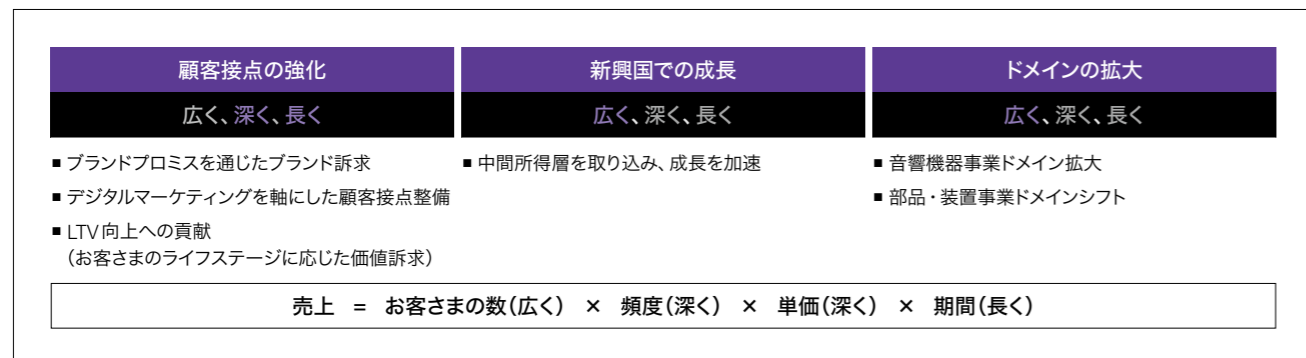 顧客接点の強化
広く、深く、長く
■ ブランドプロミスを通じたブランド訴求
■ デジタルマーケティングを軸にした顧客接点整備
■ LTV向上への貢献
（お客さまのライフステージに応じた価値訴求）
新興国での成長
広く、深く、長く
■ 中間所得層を取り込み、成長を加速
ドメインの拡大
広く、深く、長く
■ 音響機器事業ドメイン拡大
■ 部品・装置事業ドメインシフト
売上 = お客さまの数（広く） × 頻度（深く） × 単価（深く） × 期間（長く）